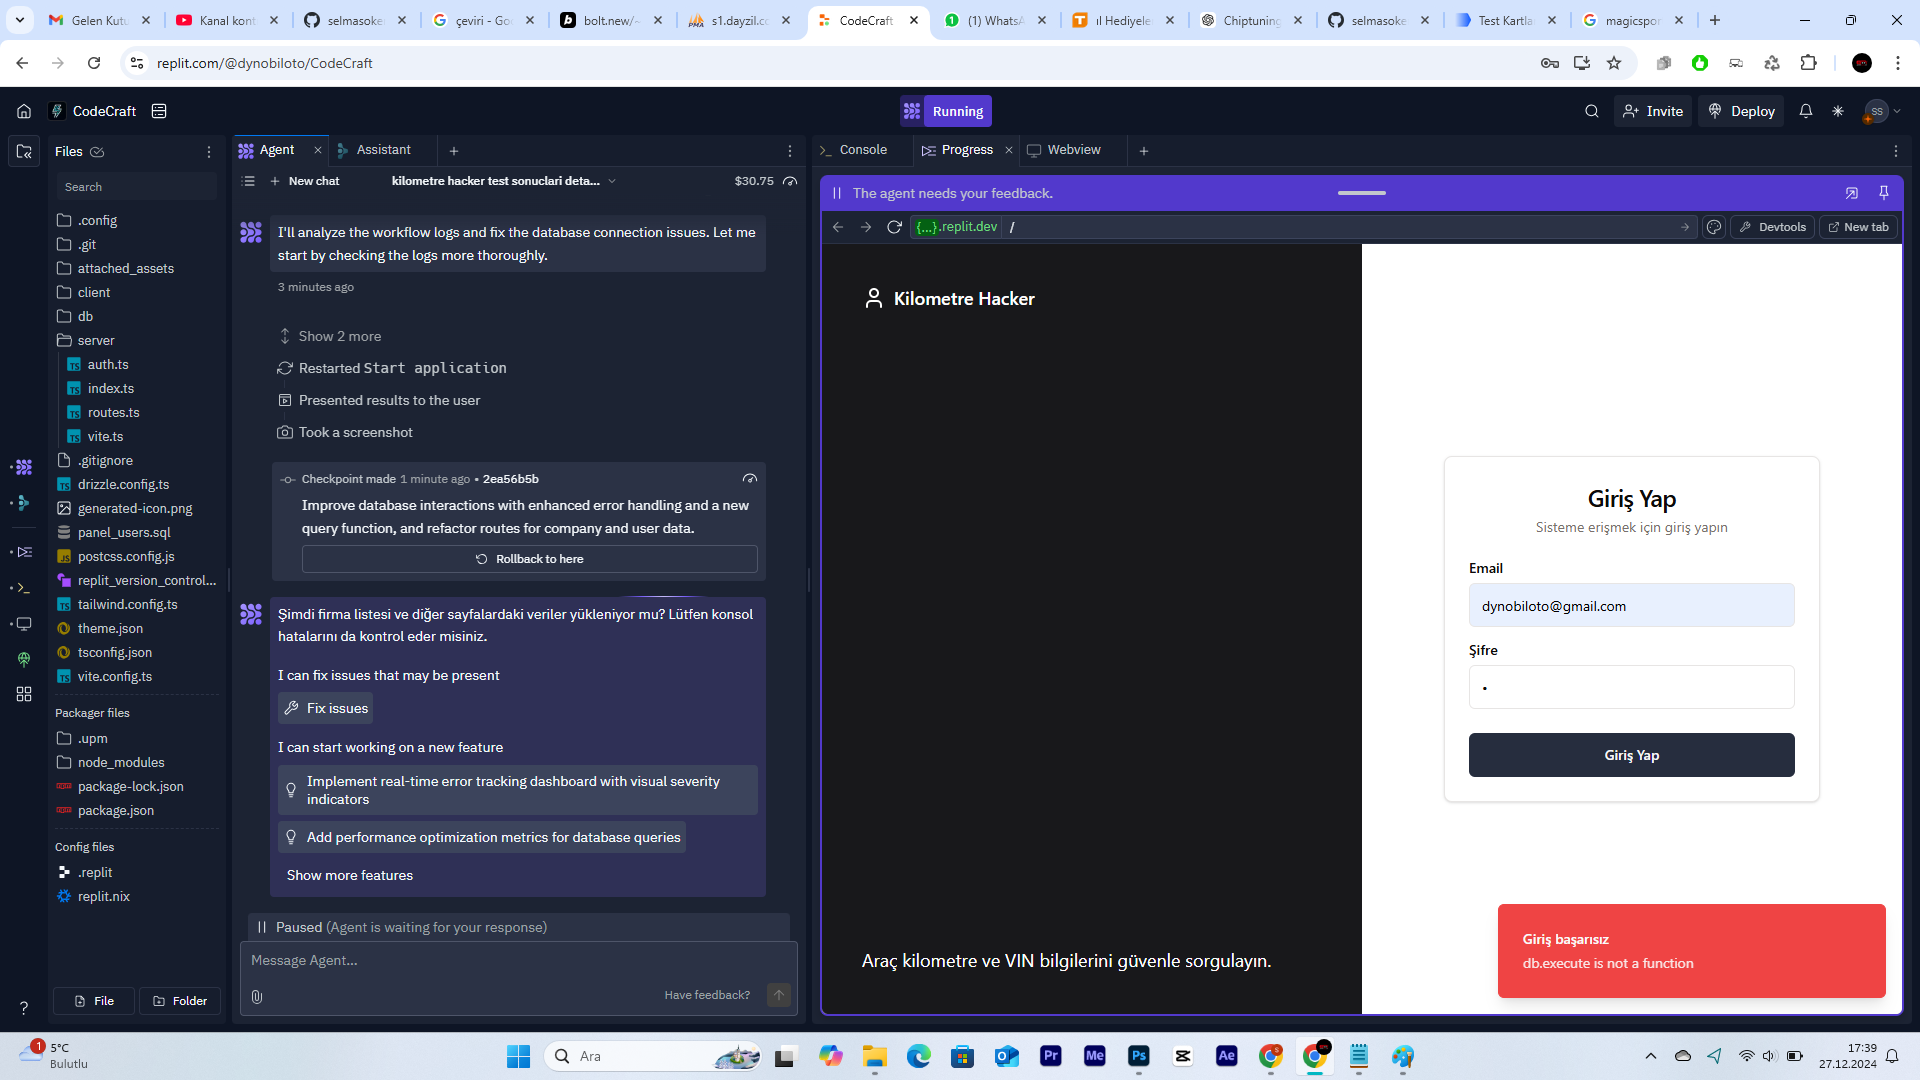 Gelen Kutu
Kanal kont
selmasoke
çeviri - Go
bolt.new/~
s1.dayzil.c
CodeCraft
(1) WhatsA
ıl Hediyele
Chiptuning
selmasoke
Test Kartla
magicspor
replit.com/@dynobiloto/CodeCraft
CodeCraft
Running
Invite
Deploy
SS
Files
Search
.config
.git
attached_assets
client
db
server
auth.ts
index.ts
routes.ts
vite.ts
.gitignore
drizzle.config.ts
generated-icon.png
panel_users.sql
postcss.config.js
replit_version_control...
tailwind.config.ts
theme.json
tsconfig.json
vite.config.ts
Packager files
.upm
node_modules
package-lock.json
package.json
Config files
.replit
replit.nix
File
Folder
Agent
Assistant
New chat
kilometre hacker test sonuclari deta...
$30.75
I'll analyze the workflow logs and fix the database connection issues. Let me
start by checking the logs more thoroughly.
3 minutes ago
Show 2 more
Restarted Start application
Presented results to the user
Took a screenshot
Checkpoint made 1 minute ago • 2ea56b5b
Improve database interactions with enhanced error handling and a new
query function, and refactor routes for company and user data.
Rollback to here
Şimdi firma listesi ve diğer sayfalardaki veriler yükleniyor mu? Lütfen konsol
hatalarını da kontrol eder misiniz.
I can fix issues that may be present
Fix issues
I can start working on a new feature
Implement real-time error tracking dashboard with visual severity
indicators
Add performance optimization metrics for database queries
Show more features
Paused (Agent is waiting for your response)
Message Agent...
Have feedback?
Console
Progress
Webview
The agent needs your feedback.
{...}.replit.dev
/
Devtools
New tab
Kilometre Hacker
Araç kilometre ve VIN bilgilerini güvenle sorgulayın.
Giriş Yap
Sisteme erişmek için giriş yapın
Email
dynobiloto@gmail.com
Şifre
•
Giriş Yap
Giriş başarısız
db.execute is not a function
1
5°C
Bulutlu
Ara
Pr
Me
Ps
Ae
17:39
27.12.2024